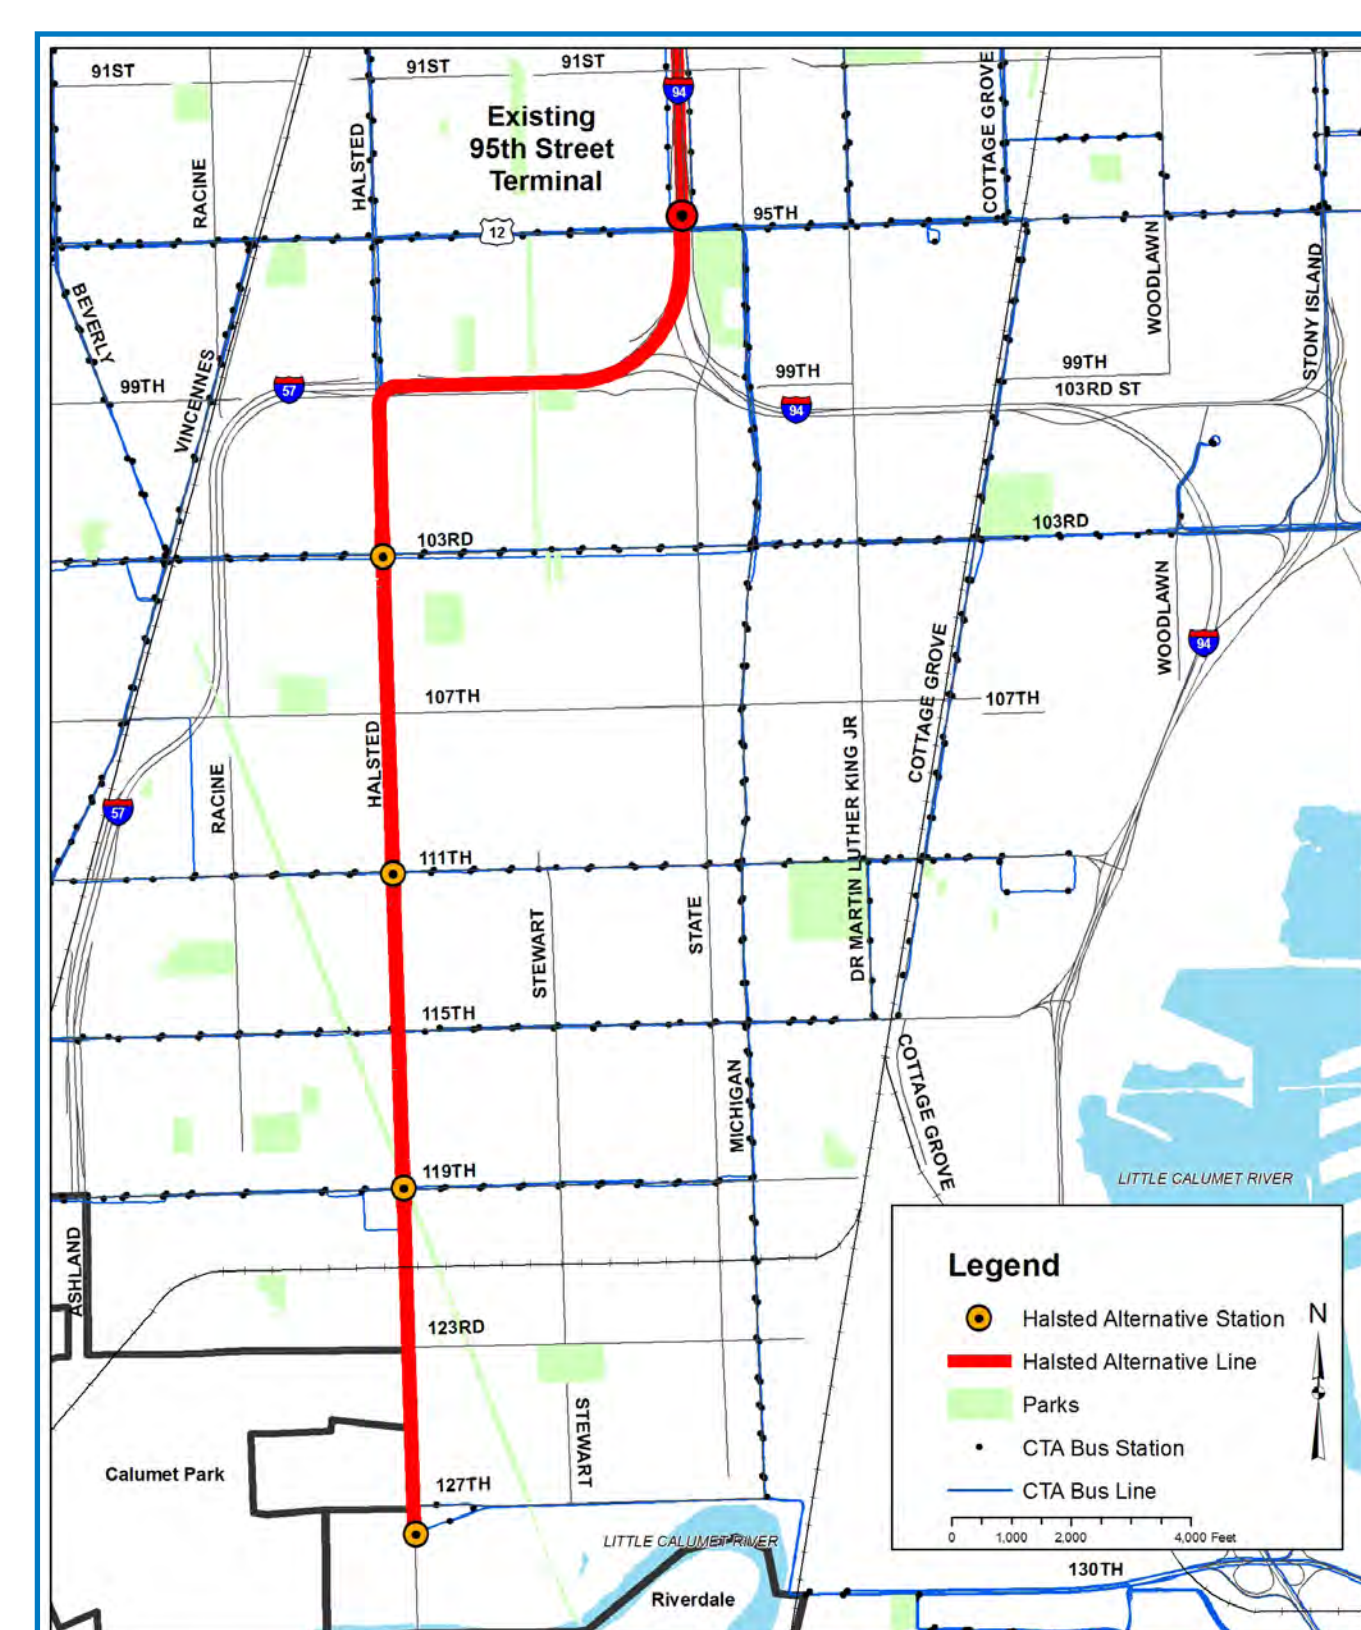 91ST
91ST
91ST
94
Existing
95th Street
Terminal
RACINE
HALSTED
COTTAGE GROVE
95TH
12
WOODLAWN
STONY ISLAND
BEVERLY
VINCENNES
99TH
57
99TH
99TH
103RD ST
94
103RD
103RD
WOODLAWN
94
COTTAGE GROVE
107TH
107TH
HALSTED
RACINE
57
DR MARTIN LUTHER KING JR
111TH
STEWART
STATE
115TH
COTTAGE GROVE
MICHIGAN
119TH
LITTLE CALUMET RIVER
ASHLAND
123RD
Legend
Halsted Alternative Station
N
Halsted Alternative Line
Parks
CTA Bus Station
CTA Bus Line
0 1,000 2,000 4,000 Feet
STEWART
Calumet Park
127TH
LITTLE CALUMET RIVER
130TH
Riverdale